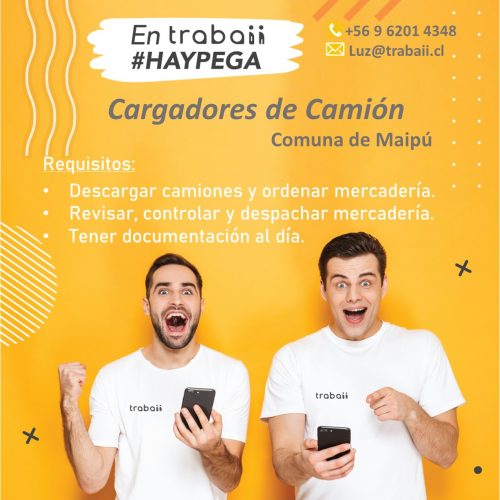 En trabaii
#HAYPEGA
+56 9 6201 4348
Luz@trabaii.cl
Cargadores de Camión
Comuna de Maipú
Requisitos:
• Descargar camiones y ordenar mercadería.
• Revisar, controlar y despachar mercadería.
• Tener documentación al día.
trabaii
trabaii